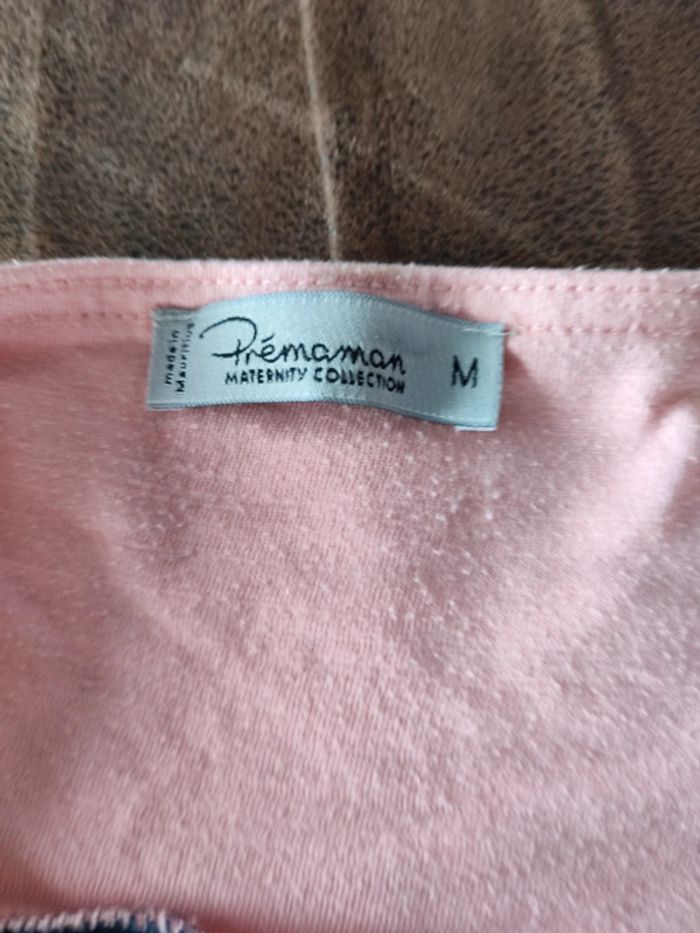 made in
Mauritius
Prémaman
MATERNITY COLLECTION
M